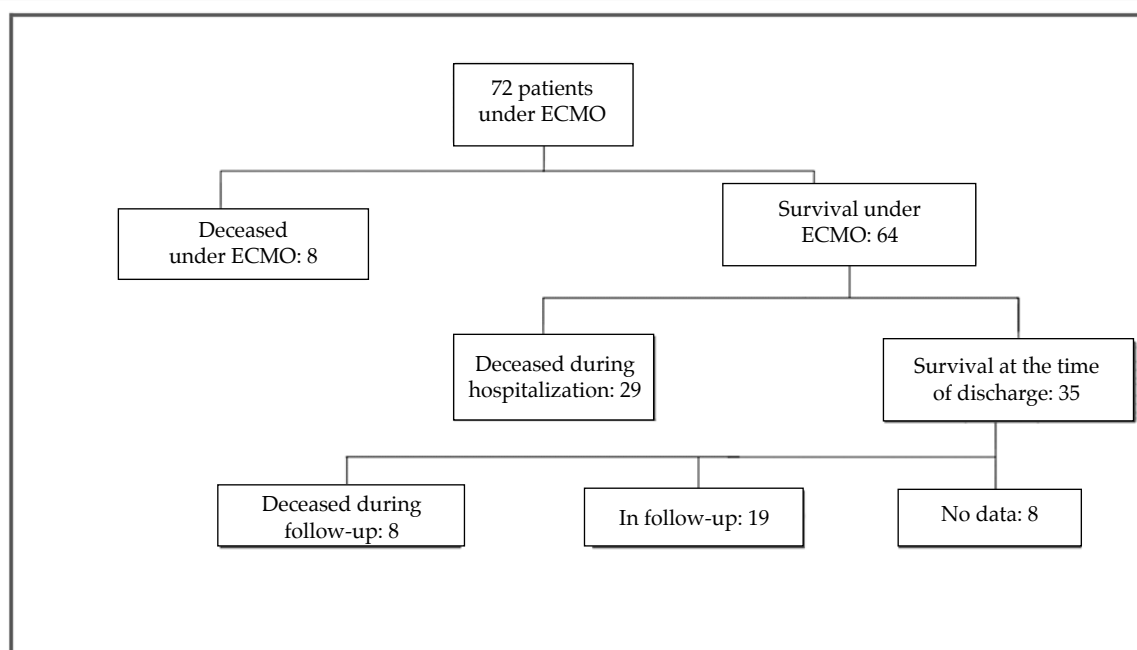 72 patients
under ECMO
Deceased
under ECMO: 8
Survival under
ECMO: 64
Deceased during
hospitalization: 29
Survival at the time
of discharge: 35
Deceased during
follow-up: 8
In follow-up: 19
No data: 8